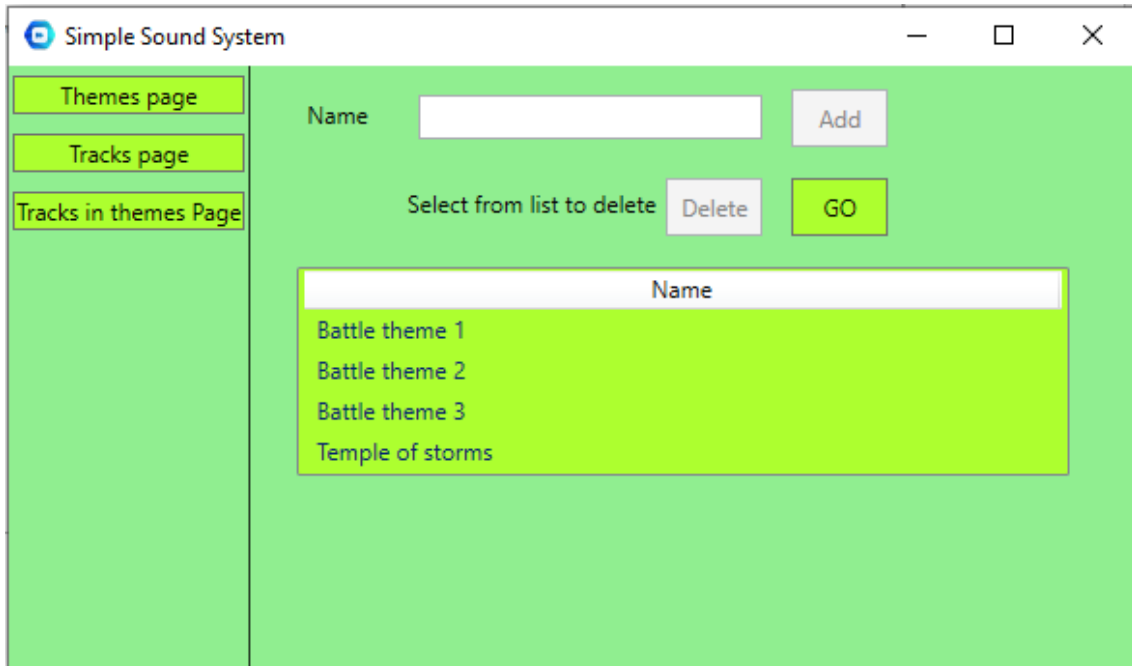 Simple Sound System
Themes page
Tracks page
Tracks in themes Page
Name
Add
Select from list to delete
Delete
GO
Name
Battle theme 1
Battle theme 2
Battle theme 3
Temple of storms